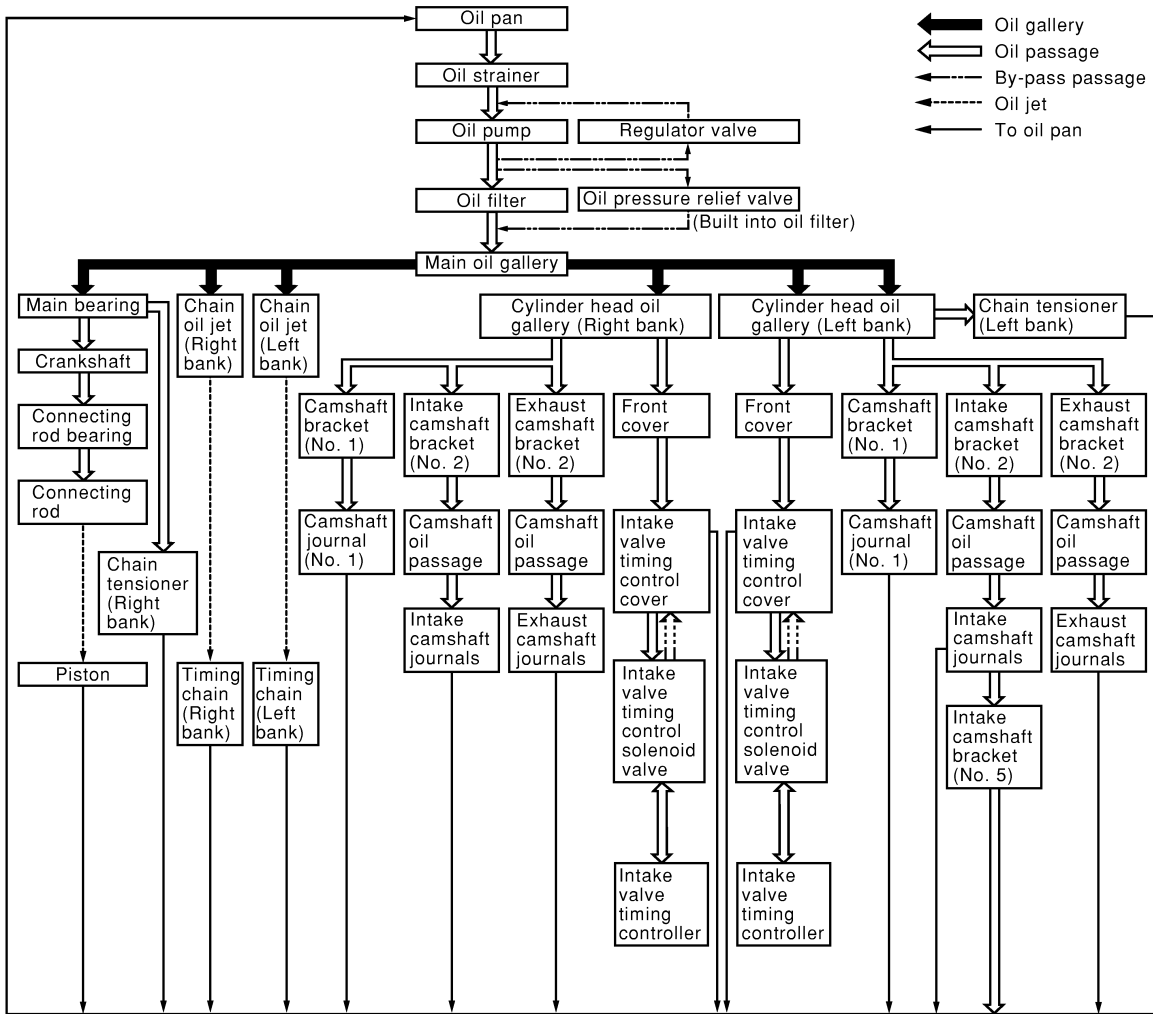 Oil pan
Oil gallery
Oil passage
By-pass passage
Oil jet
To oil pan
Oil strainer
Oil pump
Regulator valve
Oil filter
Oil pressure relief valve
(Built into oil filter)
Main oil gallery
Main bearing
Chain
oil jet
(Right
bank)
Chain
oil jet
(Left
bank)
Cylinder head oil
gallery (Right bank)
Cylinder head oil
gallery (Left bank)
Chain tensioner
(Left bank)
Crankshaft
Connecting
rod bearing
Connecting
rod
Camshaft
bracket
(No. 1)
Intake
camshaft
bracket
(No. 2)
Exhaust
camshaft
bracket
(No. 2)
Front
cover
Front
cover
Camshaft
bracket
(No. 1)
Intake
camshaft
bracket
(No. 2)
Exhaust
camshaft
bracket
(No. 2)
Chain
tensioner
(Right
bank)
Camshaft
journal
(No. 1)
Camshaft
oil
passage
Camshaft
oil
passage
Intake
valve
timing
control
cover
Intake
valve
timing
control
cover
Camshaft
journal
(No. 1)
Camshaft
oil
passage
Camshaft
oil
passage
Intake
camshaft
journals
Exhaust
camshaft
journals
Intake
camshaft
journals
Exhaust
camshaft
journals
Piston
Timing
chain
(Right
bank)
Timing
chain
(Left
bank)
Intake
valve
timing
control
solenoid
valve
Intake
valve
timing
control
solenoid
valve
Intake
camshaft
bracket
(No. 5)
Intake
valve
timing
controller
Intake
valve
timing
controller